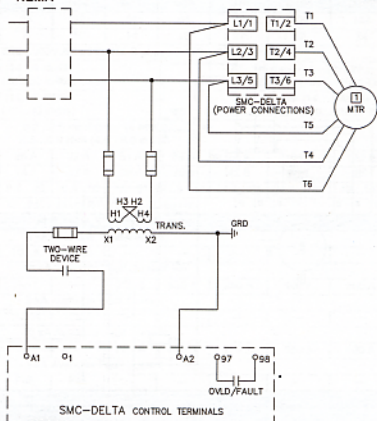 L1/1 T1/2 T1
L2/3 T2/4 T2
L3/5 T3/6 T3
1
MTR
SMC-DELTA
(POWER CONNECTIONS)
T5
T4
T6
H3 H2
H1 H4
TRANS.
X1 X2
GRD
TWO-WIRE
DEVICE
A1 1 A2 97 98
OVLD/FAULT
SMC-DELTA CONTROL TERMINALS